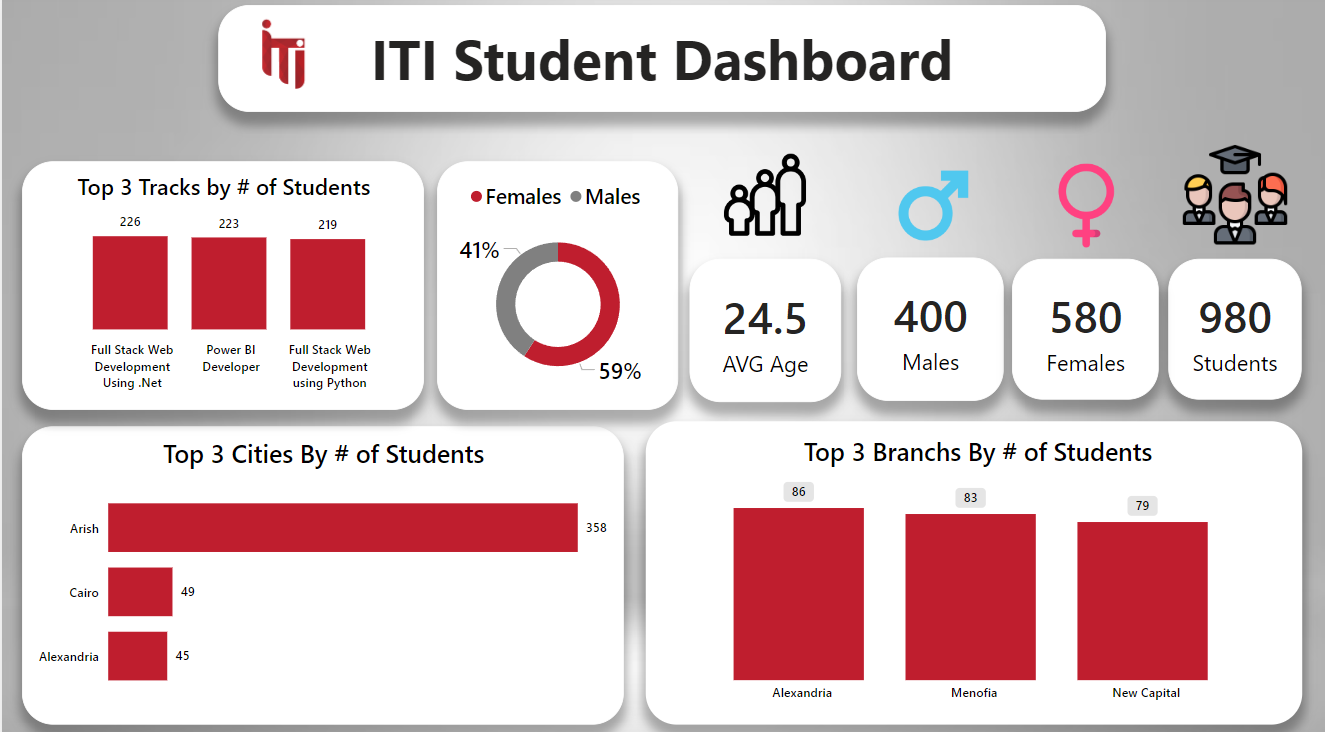 iTi
ITI Student Dashboard
Top 3 Tracks by # of Students
226
223
219
Full Stack Web
Development
Using .Net
Power BI
Developer
Full Stack Web
Development
using Python
Females Males
41%
59%
24.5
AVG Age
400
Males
580
Females
980
Students
Top 3 Cities By # of Students
Arish 358
Cairo 49
Alexandria 45
Top 3 Branchs By # of Students
86
83
79
Alexandria
Menofia
New Capital